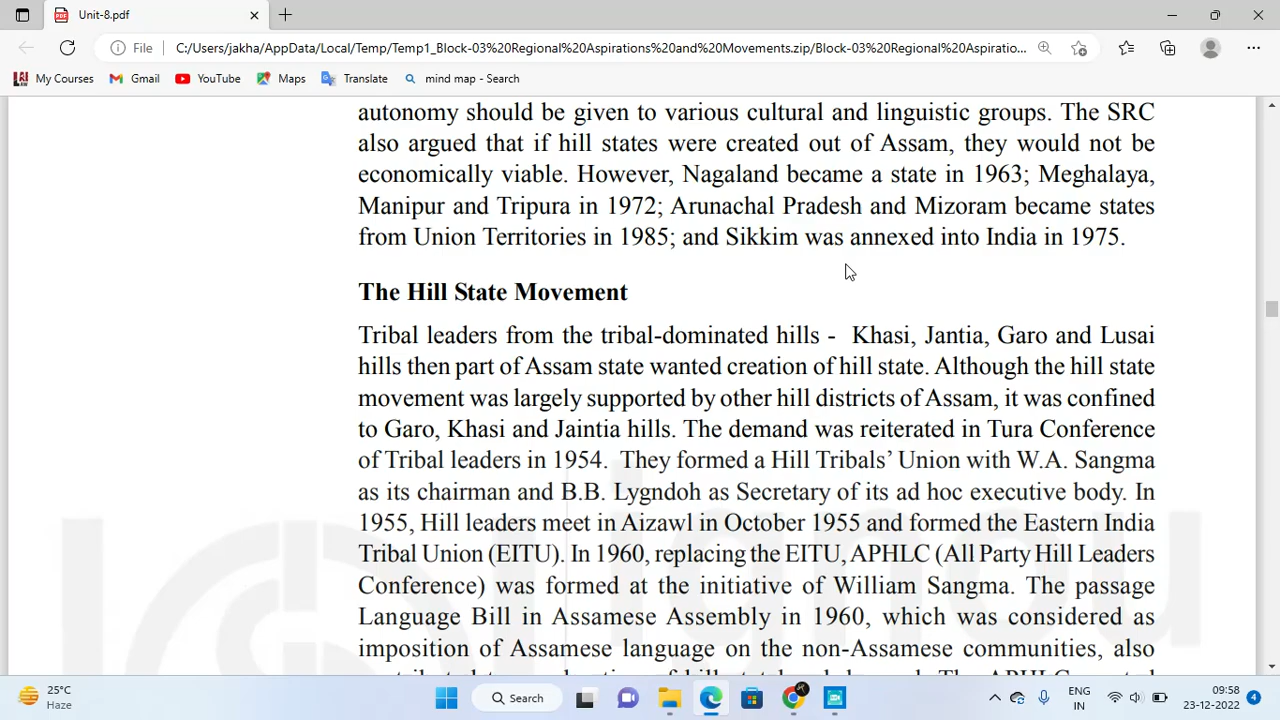 Unit-8.pdf
File
C:/Users/jakha/AppData/Local/Temp/Temp1_Block-03%20Regional%20Aspirations%20and%20Movements.zip/Block-03%20Regional%20Aspiratio...
My Courses
Gmail
YouTube
Maps
Translate
mind map - Search
autonomy should be given to various cultural and linguistic groups. The SRC
also argued that if hill states were created out of Assam, they would not be
economically viable. However, Nagaland became a state in 1963; Meghalaya,
Manipur and Tripura in 1972; Arunachal Pradesh and Mizoram became states
from Union Territories in 1985; and Sikkim was annexed into India in 1975.
The Hill State Movement
Tribal leaders from the tribal-dominated hills - Khasi, Jantia, Garo and Lusai
hills then part of Assam state wanted creation of hill state. Although the hill state
movement was largely supported by other hill districts of Assam, it was confined
to Garo, Khasi and Jaintia hills. The demand was reiterated in Tura Conference
of Tribal leaders in 1954. They formed a Hill Tribals' Union with W.A. Sangma
as its chairman and B.B. Lygndoh as Secretary of its ad hoc executive body. In
1955, Hill leaders meet in Aizawl in October 1955 and formed the Eastern India
Tribal Union (EITU). In 1960, replacing the EITU, APHLC (All Party Hill Leaders
Conference) was formed at the initiative of William Sangma. The passage
Language Bill in Assamese Assembly in 1960, which was considered as
imposition of Assamese language on the non-Assamese communities, also
ignou
25°C
Haze
Search
ENG
IN
09:58
23-12-2022
4